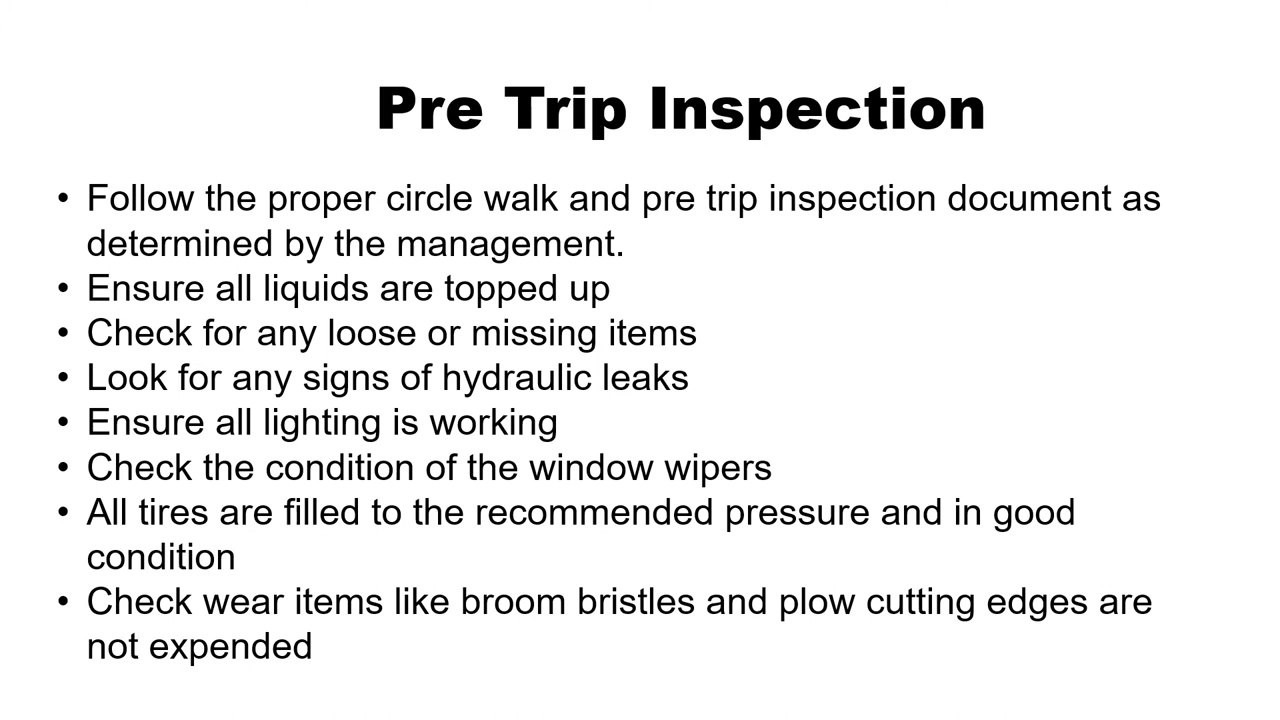 Pre Trip Inspection
• Follow the proper circle walk and pre trip inspection document as
determined by the management.
• Ensure all liquids are topped up
• Check for any loose or missing items
• Look for any signs of hydraulic leaks
• Ensure all lighting is working
• Check the condition of the window wipers
• All tires are filled to the recommended pressure and in good
condition
• Check wear items like broom bristles and plow cutting edges are
not expended